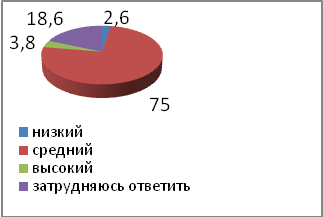 18,6
2,6
3,8
75
низкий
средний
высокий
затрудняюсь ответить